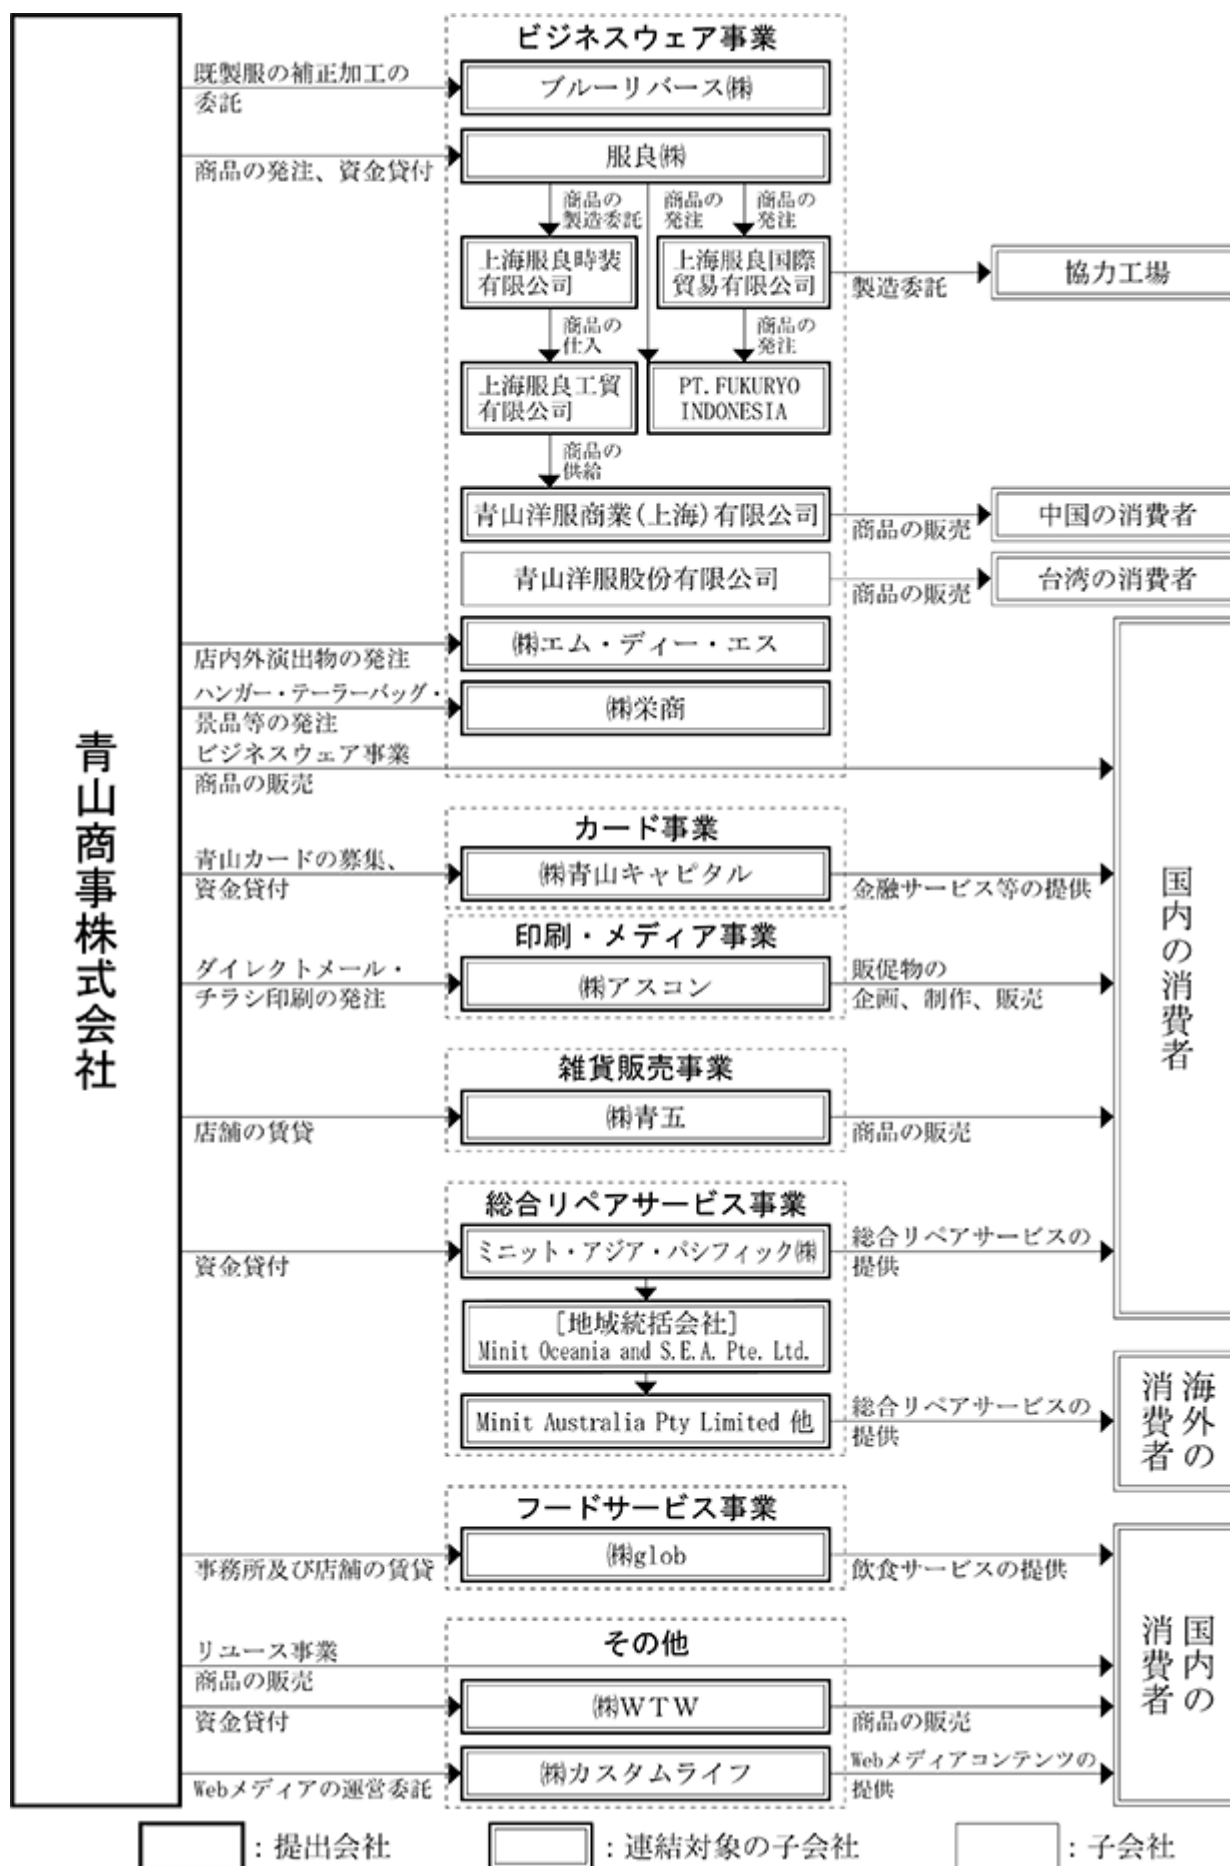 青山商事株式会社
ビジネスウェア事業
既製服の補正加工の
委託
ブルーリバース㈱
商品の発注、資金貸付
服良㈱
商品の
製造委託
商品の
発注
商品の
発注
上海服良時装
有限公司
上海服良国際
貿易有限公司
製造委託
協力工場
商品の
仕入
商品の
発注
上海服良工貿
有限公司
PT.FUKURYO
INDONESIA
商品の
供給
青山洋服商業(上海)有限公司
商品の販売
中国の消費者
青山洋服股份有限公司
商品の販売
台湾の消費者
店内外演出物の発注
㈱エム・ディー・エス
ハンガー・テーラーバッグ・
景品等の発注
㈱栄商
ビジネスウェア事業
商品の販売
国内の消費者
カード事業
青山カードの募集、
資金貸付
㈱青山キャピタル
金融サービス等の提供
印刷・メディア事業
ダイレクトメール・
チラシ印刷の発注
㈱アスコン
販促物の
企画、制作、販売
雑貨販売事業
店舗の賃貸
㈱青五
商品の販売
総合リペアサービス事業
資金貸付
ミニット・アジア・パシフィック㈱
総合リペアサービスの
提供
[地域統括会社]
Minit Oceania and S.E.A. Pte. Ltd.
Minit Australia Pty Limited 他
総合リペアサービスの
提供
海外の
消費者
フードサービス事業
事務所及び店舗の賃貸
㈱glob
飲食サービスの提供
国内の
消費者
その他
リユース事業
商品の販売
資金貸付
㈱WTW
商品の販売
Webメディアの運営委託
㈱カスタムライフ
Webメディアコンテンツの
提供
：提出会社
：連結対象の子会社
：子会社